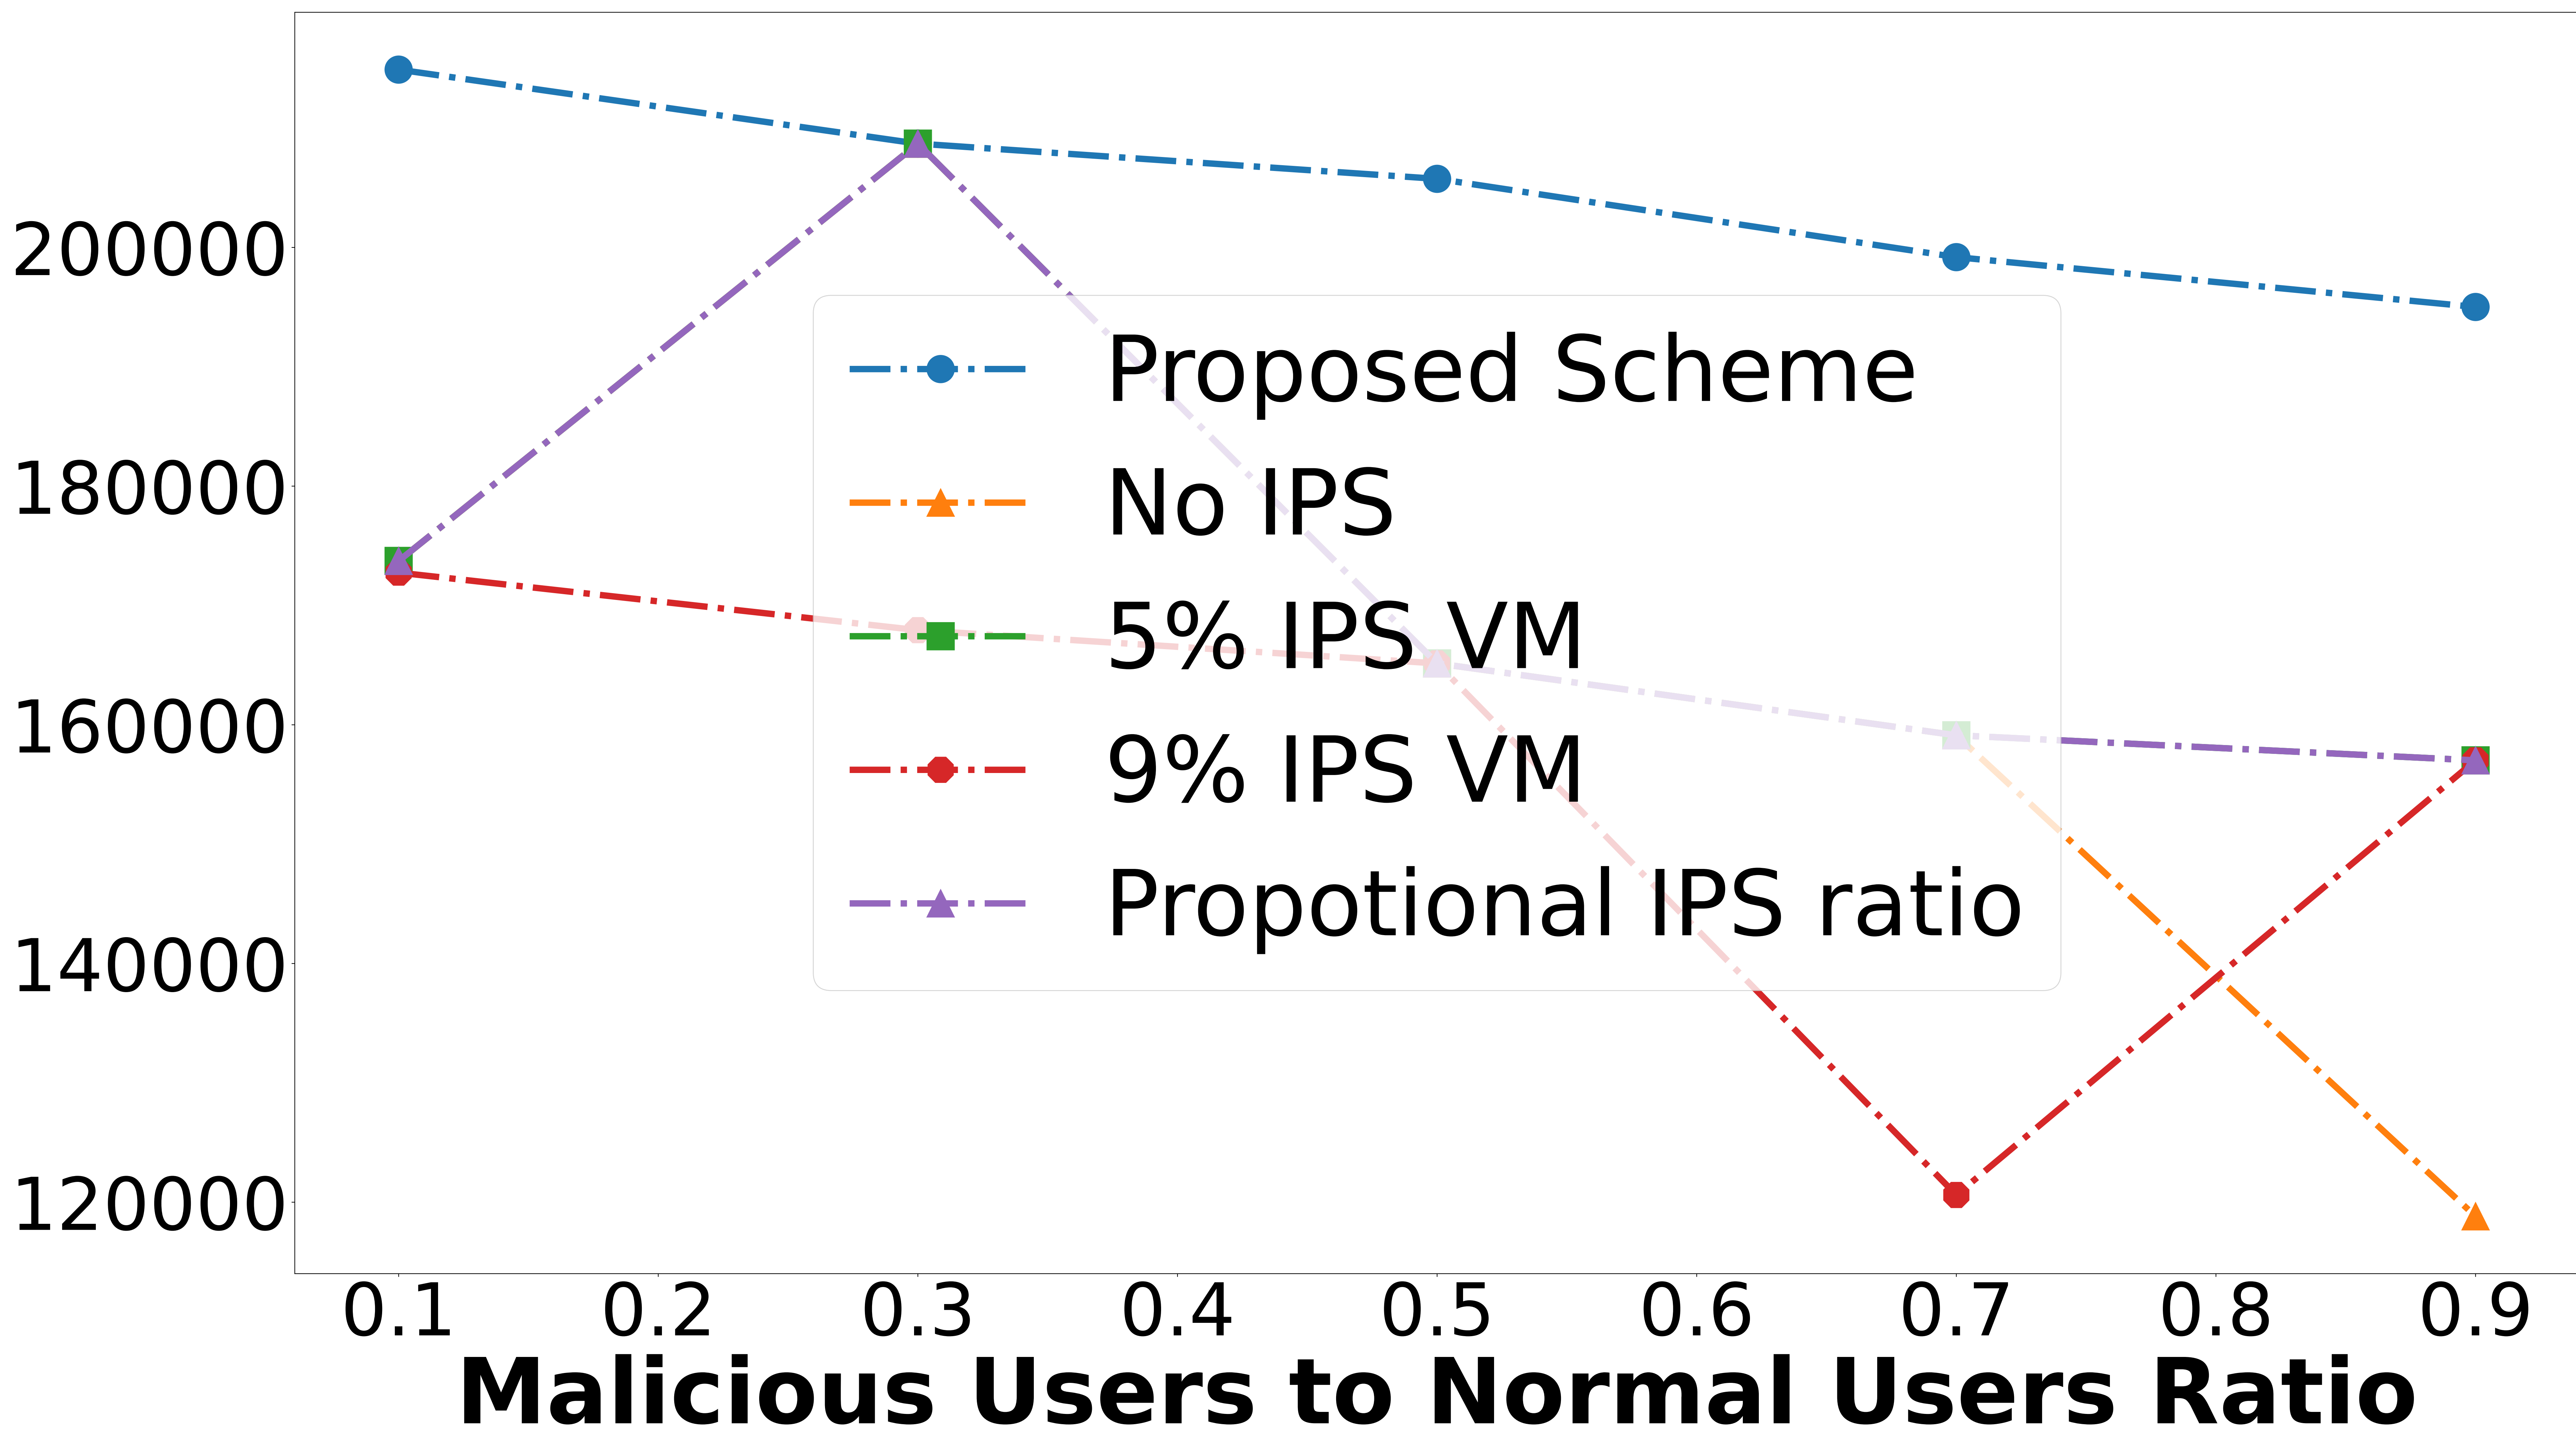 200000
180000
160000
140000
120000
Proposed Scheme
No IPS
5% IPS VM
9% IPS VM
Propotional IPS ratio
0.1 0.2 0.3 0.4 0.5 0.6 0.7 0.8 0.9
Malicious Users to Normal Users Ratio